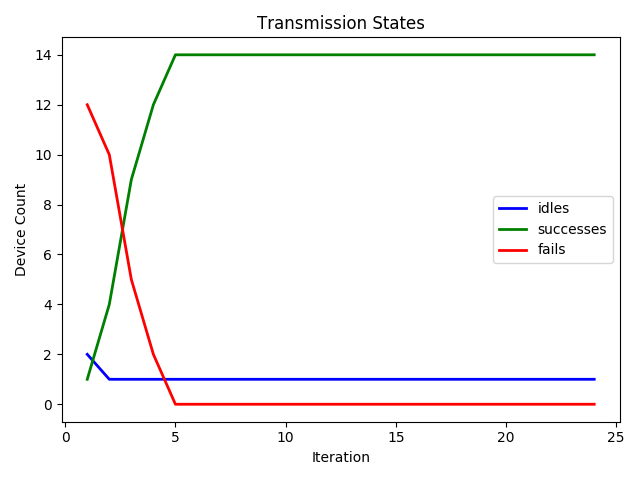 Transmission States
14
12
10
8
6
4
2
0
Device Count
idles
successes
fails
0 5 10 15 20 25
Iteration